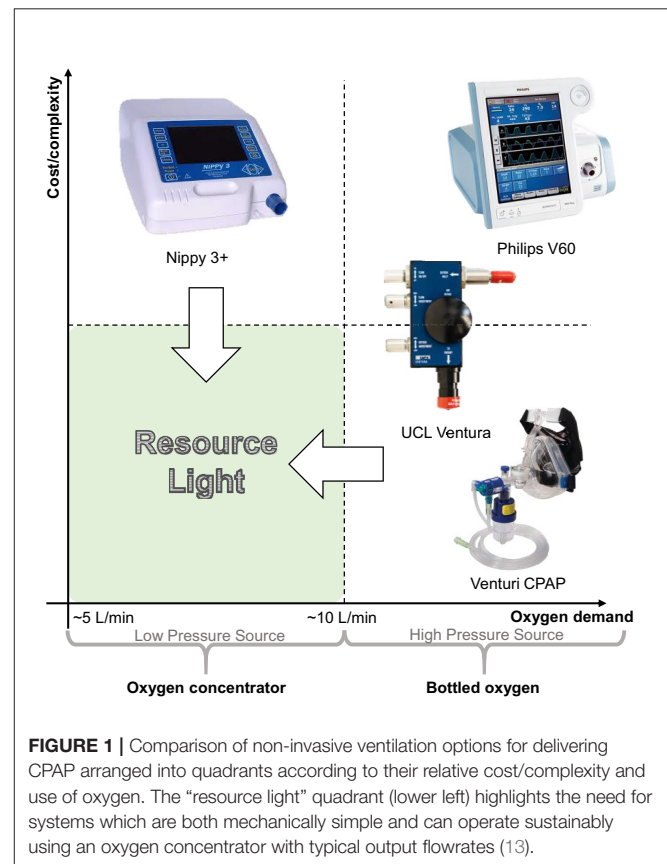 Cost/complexity
NIPPY 3
PHILIPS
Nippy 3+
Philips V60
Resource
Light
UCL Ventura
Venturi CPAP
~5 L/min
~10 L/min
Oxygen demand
Low Pressure Source
High Pressure Source
Oxygen concentrator
Bottled oxygen
FIGURE 1 | Comparison of non-invasive ventilation options for delivering
CPAP arranged into quadrants according to their relative cost/complexity and
use of oxygen. The “resource light” quadrant (lower left) highlights the need for
systems which are both mechanically simple and can operate sustainably
using an oxygen concentrator with typical output flowrates (13).